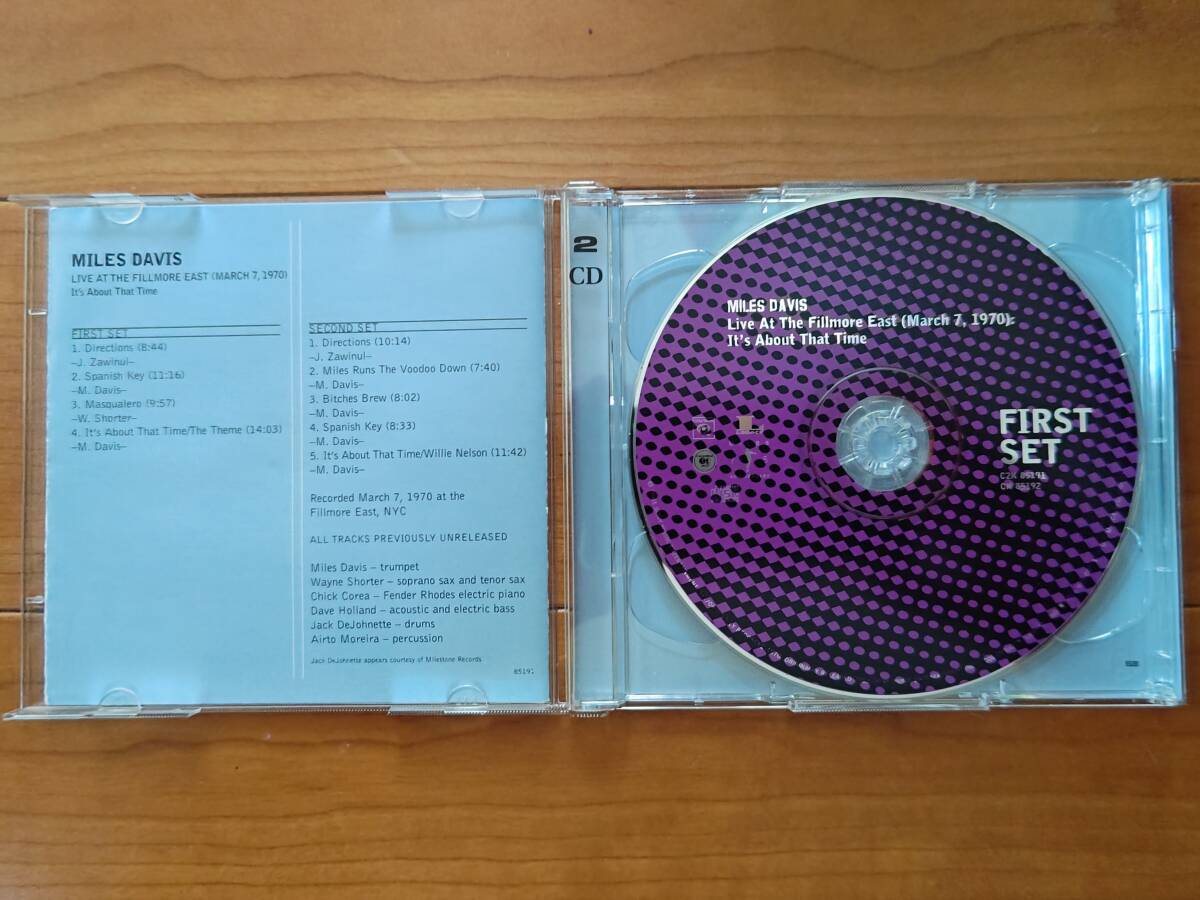 MILES DAVIS
LIVE AT THE FILLMORE EAST (MARCH 7, 1970)
It's About That Time
FIRST SET
1. Directions (8:44)
–J. Zawinul–
2. Spanish Key (11:16)
–M. Davis–
3. Masqualero (9:57)
–W. Shorter–
4. It's About That Time/The Theme (14:03)
–M. Davis–
SECOND SET
1. Directions (10:14)
–J. Zawinul–
2. Miles Runs The Voodoo Down (7:40)
–M. Davis–
3. Bitches Brew (8:02)
–M. Davis–
4. Spanish Key (8:33)
–M. Davis–
5. It's About That Time/Willie Nelson (11:42)
–M. Davis–
Recorded March 7, 1970 at the
Fillmore East, NYC
ALL TRACKS PREVIOUSLY UNRELEASED
Miles Davis – trumpet
Wayne Shorter – soprano sax and tenor sax
Chick Corea – Fender Rhodes electric piano
Dave Holland – acoustic and electric bass
Jack DeJohnette – drums
Airto Moreira – percussion
Jack DeJohnette appears courtesy of Milestone Records
2
CD
MILES DAVIS
Live At The Fillmore East (March 7, 1970):
It's About That Time
FIRST
SET
C2K 85191
CK 85192